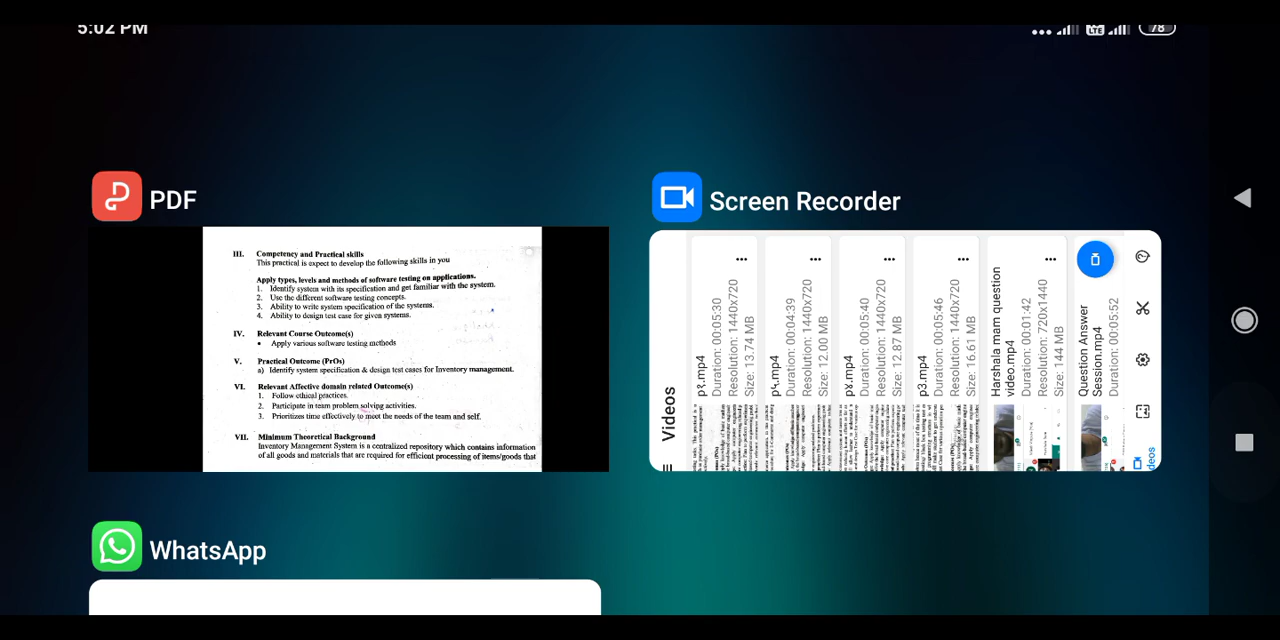 5:02 PM
LTE
78
PDF
III. Competency and Practical skills
This practical is expect to develop the following skills in you
Apply types, levels and methods of software testing on applications.
1. Identify system with its specification and get familiar with the system.
2. Use the different software testing concepts.
3. Ability to write system specification of the systems.
4. Ability to design test case for given systems.
IV. Relevant Course Outcome(s)
• Apply various software testing methods
V. Practical Outcome (PrOs)
a) Identify system specification & design test cases for Inventory management.
VI. Relevant Affective domain related Outcome(s)
1. Follow ethical practices.
2. Participate in team problem solving activities.
3. Prioritizes time effectively to meet the needs of the team and self.
VII. Minimum Theoretical Background
Inventory Management System is a centralized repository which contains information
of all goods and materials that are required for efficient processing of items/goods that
Screen Recorder
Videos
p१.mp4
Duration: 00:05:30
Resolution: 1440x720
Size: 13.74 MB
p५.mp4
Duration: 00:04:39
Resolution: 1440x720
Size: 12.00 MB
p४.mp4
Duration: 00:05:40
Resolution: 1440x720
Size: 12.87 MB
p3.mp4
Duration: 00:05:46
Resolution: 1440x720
Size: 16.61 MB
Harshala mam question
video.mp4
Duration: 00:01:42
Resolution: 720x1440
Size: 144 MB
Question Answer
Session.mp4
Duration: 00:05:52
WhatsApp